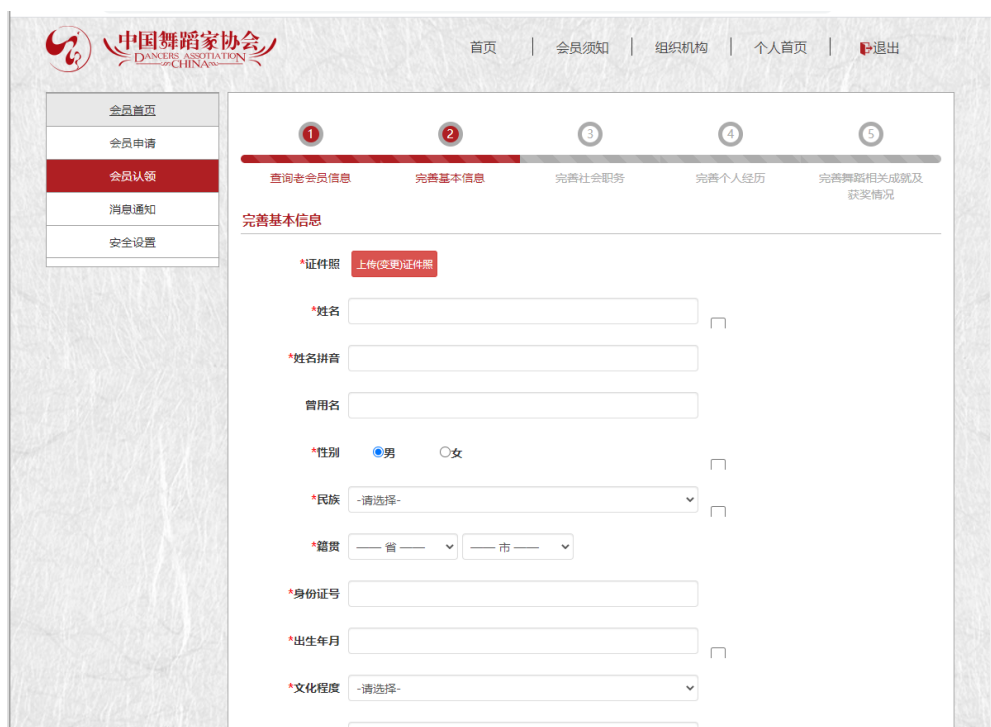 中国舞蹈家协会
DANCERS ASSOTIATION
CHINA
首页 | 会员须知 | 组织机构 | 个人首页 | 退出
会员首页
会员申请
会员认领
消息通知
安全设置
1 2 3 4 5
查询老会员信息 完善基本信息 完善社会职务 完善个人经历 完善舞蹈相关成就及
获奖情况
完善基本信息
*证件照 上传(变更)证件照
*姓名
*姓名拼音
曾用名
*性别 男 女
*民族 -请选择-
*籍贯 —— 省 —— —— 市 ——
*身份证号
*出生年月
*文化程度 -请选择-